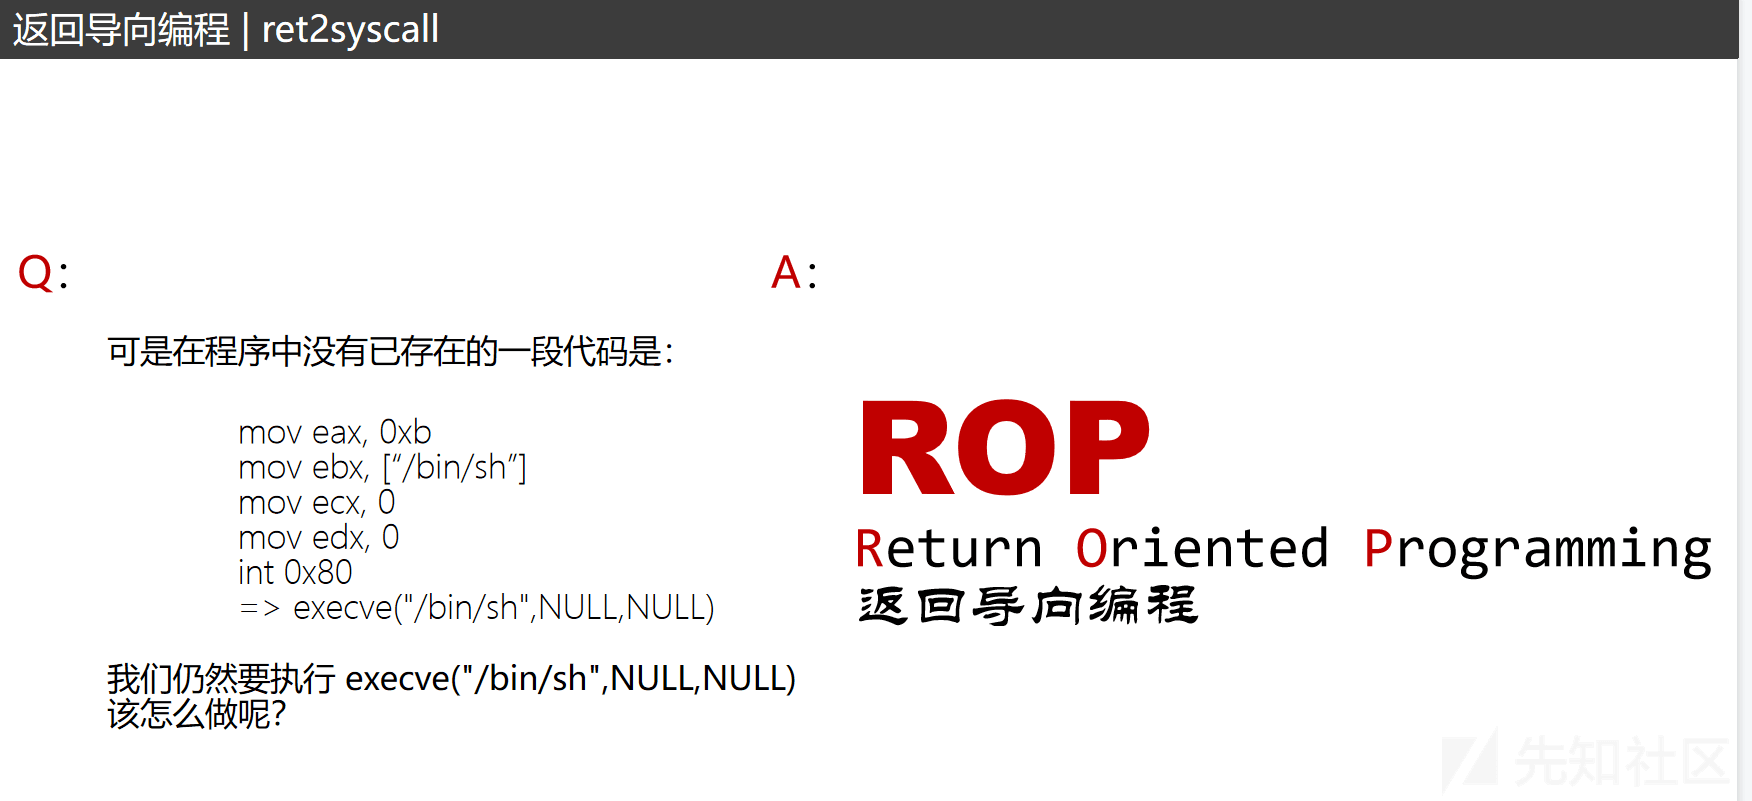 返回导向编程 | ret2syscall
Q：
可是在程序中没有已存在的一段代码是：
mov eax, 0xb
mov ebx, [“/bin/sh”]
mov ecx, 0
mov edx, 0
int 0x80
=> execve("/bin/sh",NULL,NULL)
我们仍然要执行 execve("/bin/sh",NULL,NULL)
该怎么做呢？
A：
ROP
Return Oriented Programming
返回导向编程
先知社区